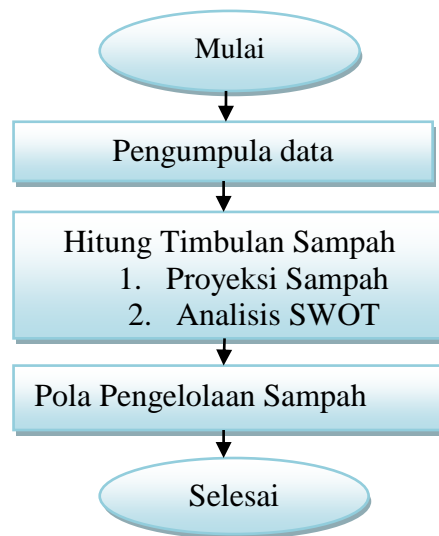 Mulai
Pengumpula data
Hitung Timbulan Sampah
1. Proyeksi Sampah
2. Analisis SWOT
Pola Pengelolaan Sampah
Selesai